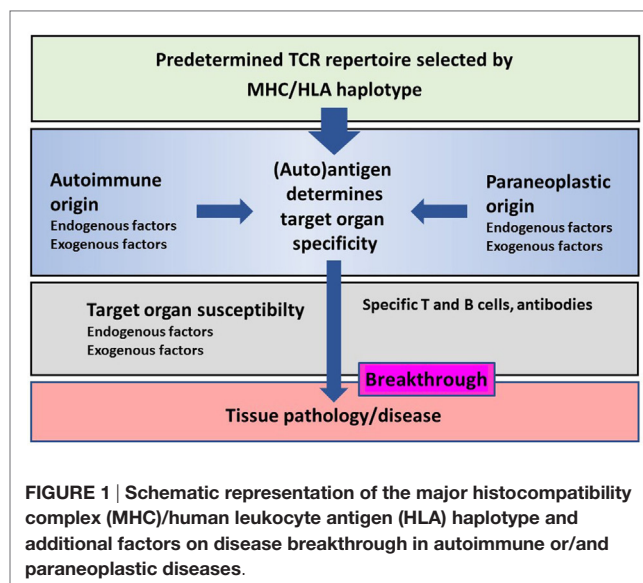 Predetermined TCR repertoire selected by
MHC/HLA haplotype
Autoimmune
origin
Endogenous factors
Exogenous factors
(Auto)antigen
determines
target organ
specificity
Paraneoplastic
origin
Endogenous factors
Exogenous factors
Target organ susceptibilty
Endogenous factors
Exogenous factors
Specific T and B cells, antibodies
Breakthrough
Tissue pathology/disease
FIGURE 1 | Schematic representation of the major histocompatibility
complex (MHC)/human leukocyte antigen (HLA) haplotype and
additional factors on disease breakthrough in autoimmune or/and
paraneoplastic diseases.